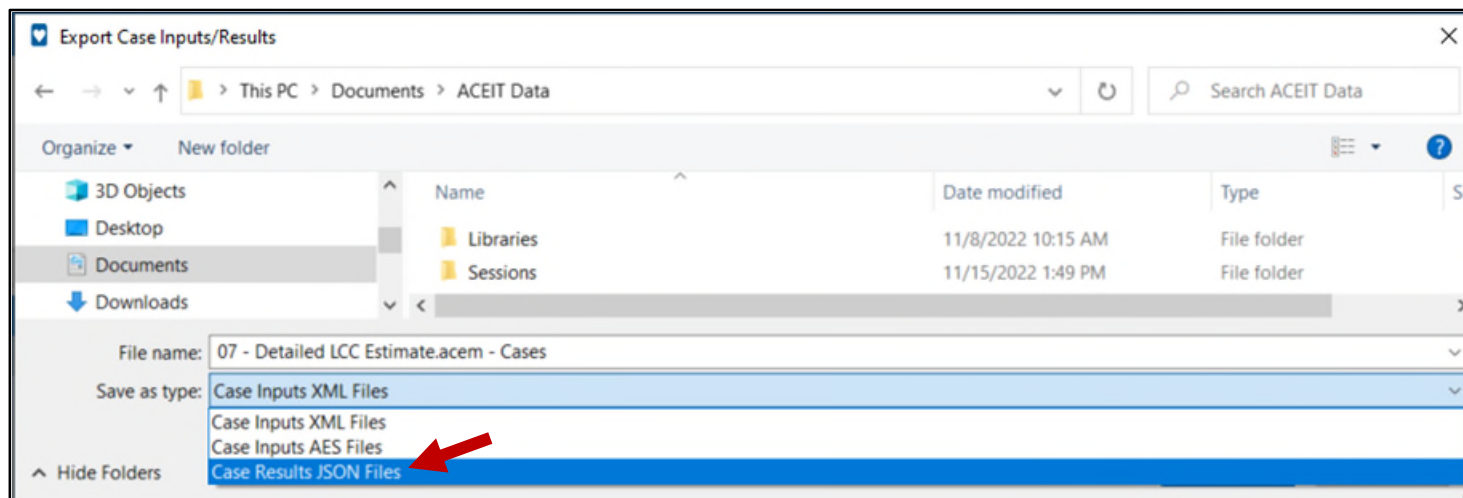 Export Case Inputs/Results
> This PC > Documents > ACEIT Data
Search ACEIT Data
Organize
New folder
3D Objects
Name
Date modified
Type
S
Desktop
Libraries
11/8/2022 10:15 AM
File folder
Documents
Sessions
11/15/2022 1:49 PM
File folder
Downloads
File name: 07 - Detailed LCC Estimate.acem - Cases
Save as type: Case Inputs XML Files
Case Inputs XML Files
Case Inputs AES Files
Hide Folders
Case Results JSON Files